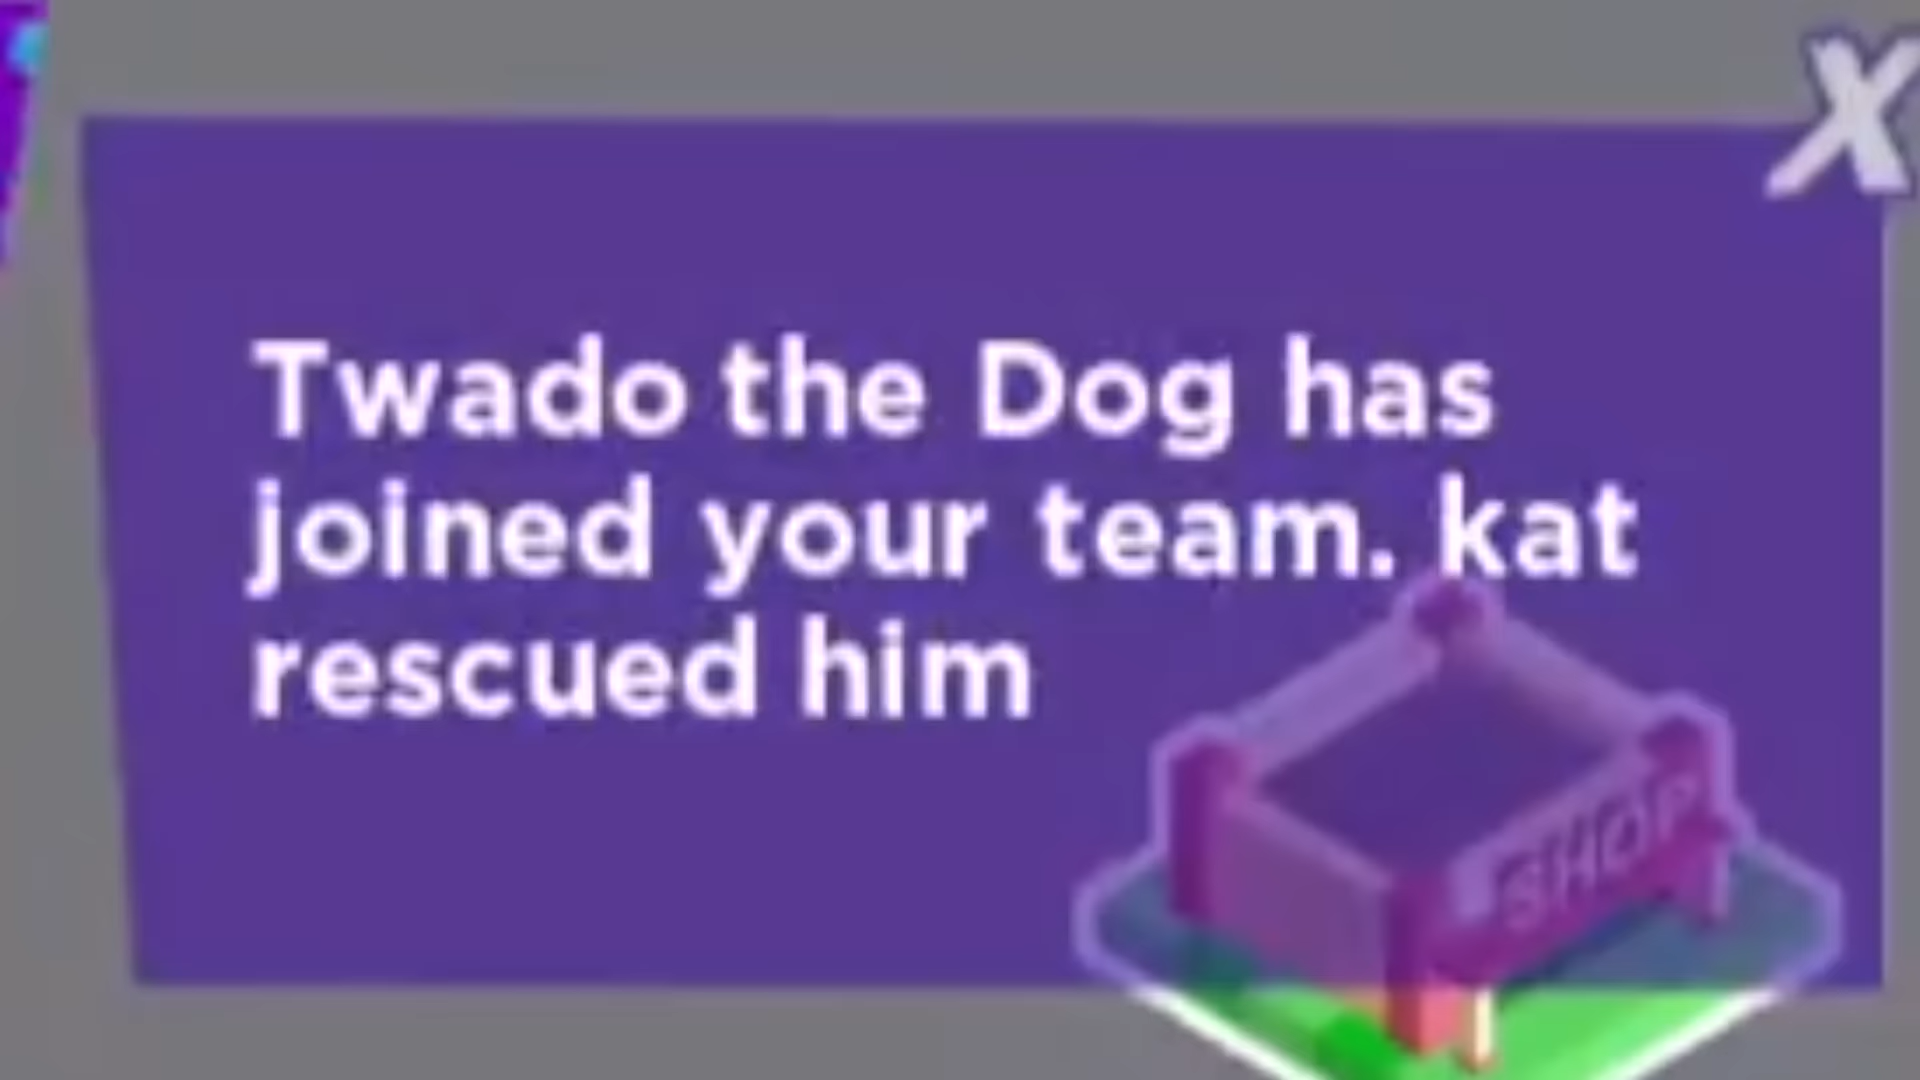 X
Twado the Dog has
joined your team. kat
rescued him
SHOP